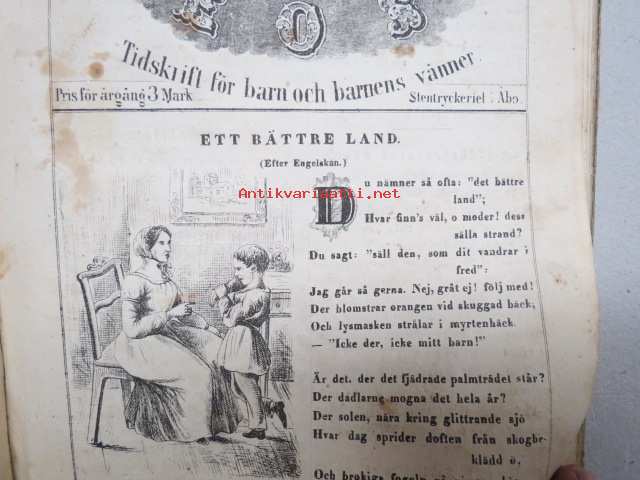 Tidskrift för barn och barnens vänner
Pris för årgång 3 Mark
Stentryckeriet Åbo
ETT BÄTTRE LAND.
(Efter Engelskan.)
Antikvariaatti.net
Du nämner så ofta: "det bättre
land";
Hvar finn's väl, o moder! dess
sälla strand?
Du sagt: "säll den, som dit vandrar i
fred":
Jag går så gerna. Nej, gråt ej! följ med!
Der blomstrar orangen vid skuggad bäck,
Och lysmasken strålar i myrtenhäck.
— "Icke der, icke mitt barn!"
Är det, der det fjädrade palmträdet står?
Der dadlarne mogna det hela år?
Der solen, nära kring glittrande sjö
Hvar dag sprider doften från skogbe-
klädd ö,
Och brokiga